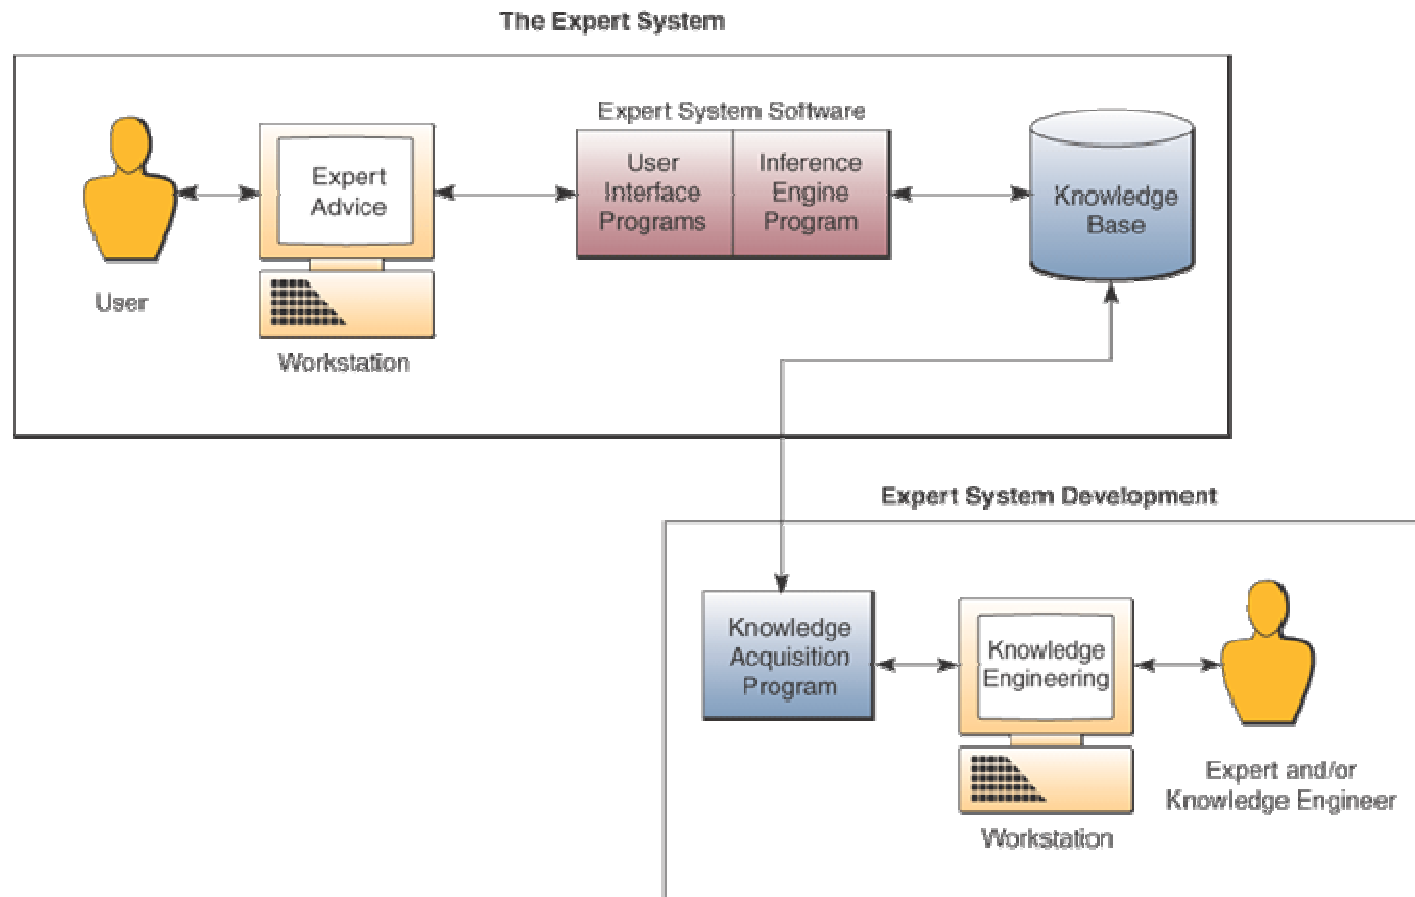 The Expert System
Expert System Software
Expert
Advice
User
Interface
Programs
Inference
Engine
Program
Knowledge
Base
User
Workstation
Expert System Development
Knowledge
Acquisition
Program
Knowledge
Engineering
Expert and/or
Knowledge Engineer
Workstation